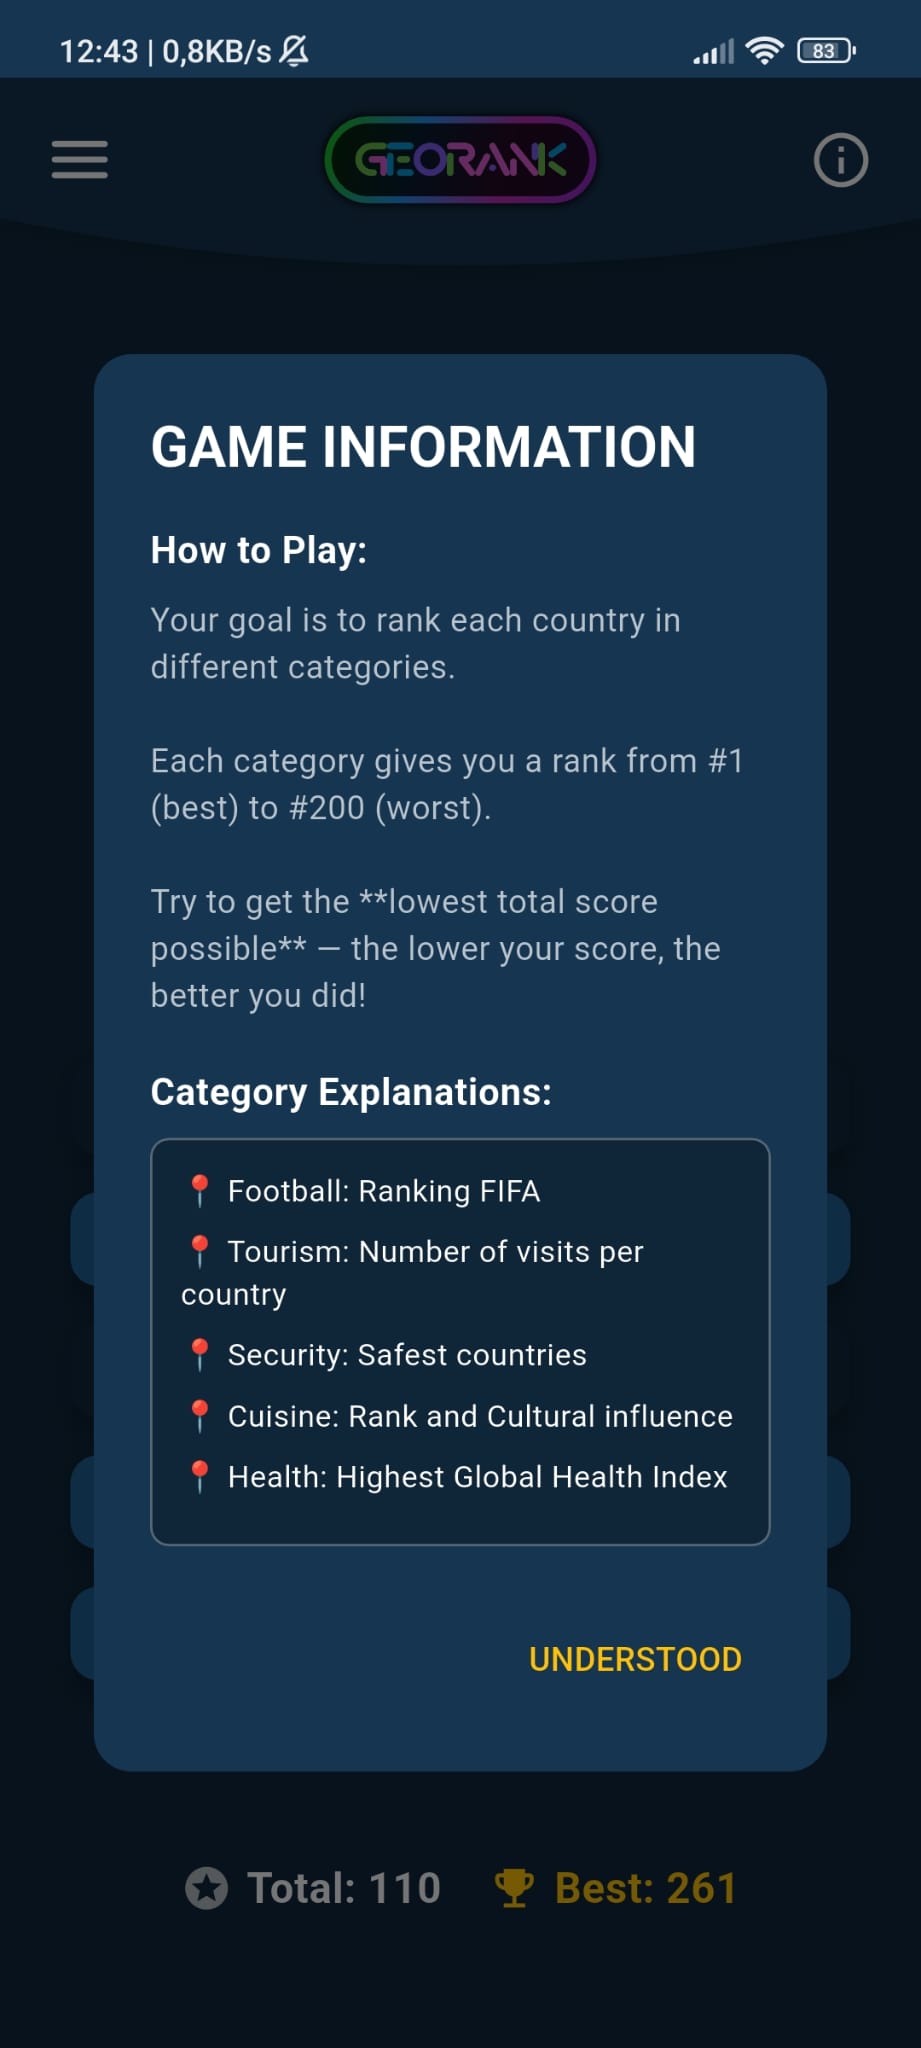 12:43 | 0,8KB/s
83
GEORANK
GAME INFORMATION
How to Play:
Your goal is to rank each country in
different categories.
Each category gives you a rank from #1
(best) to #200 (worst).
Try to get the **lowest total score
possible** — the lower your score, the
better you did!
Category Explanations:
📍 Football: Ranking FIFA
📍 Tourism: Number of visits per
country
📍 Security: Safest countries
📍 Cuisine: Rank and Cultural influence
📍 Health: Highest Global Health Index
UNDERSTOOD
Total: 110 Best: 261